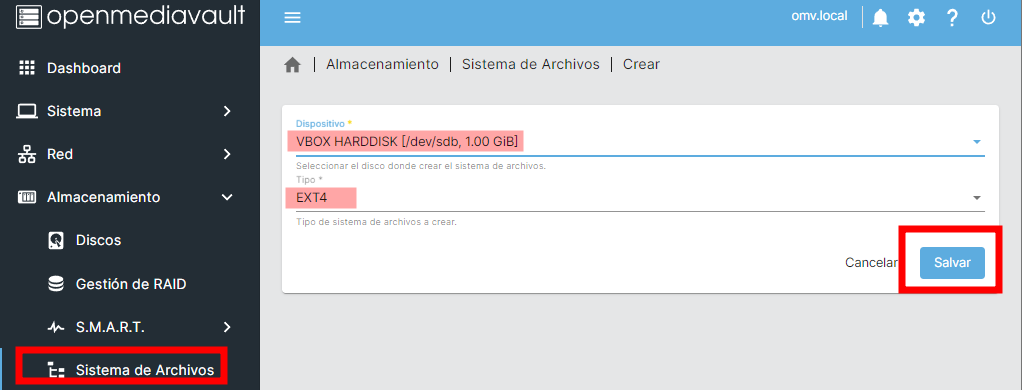 openmediavault
omv.local
Dashboard
Sistema
Red
Almacenamiento
Discos
Gestión de RAID
S.M.A.R.T.
Sistema de Archivos
Almacenamiento | Sistema de Archivos | Crear
Dispositivo *
VBOX HARDDISK [/dev/sdb, 1.00 GiB]
Seleccionar el disco donde crear el sistema de archivos.
Tipo *
EXT4
Tipo de sistema de archivos a crear.
Cancelar
Salvar